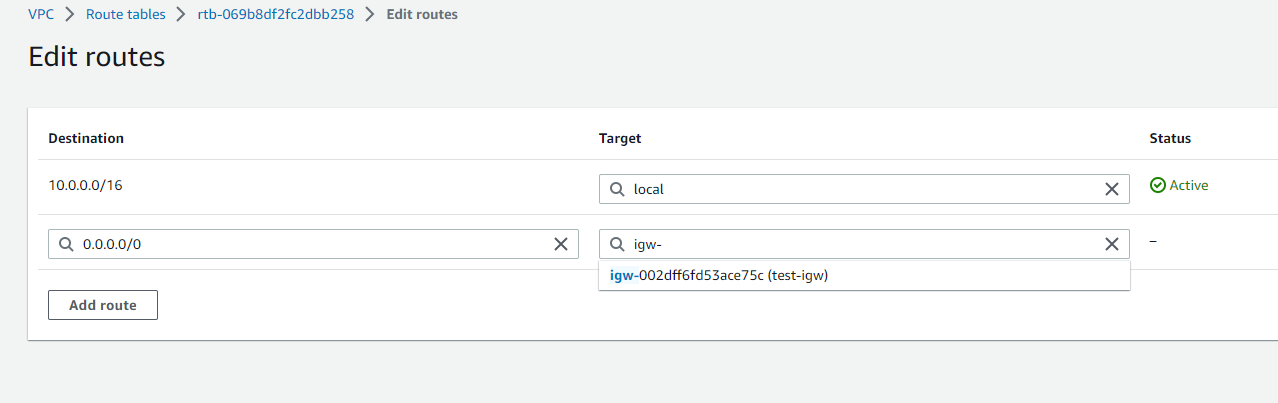 VPC > Route tables > rtb-069b8df2fc2dbb258 > Edit routes
Edit routes
Destination Target Status
10.0.0.0/16 local Active
0.0.0.0/0 igw- –
igw-002dff6fd53ace75c (test-igw)
Add route